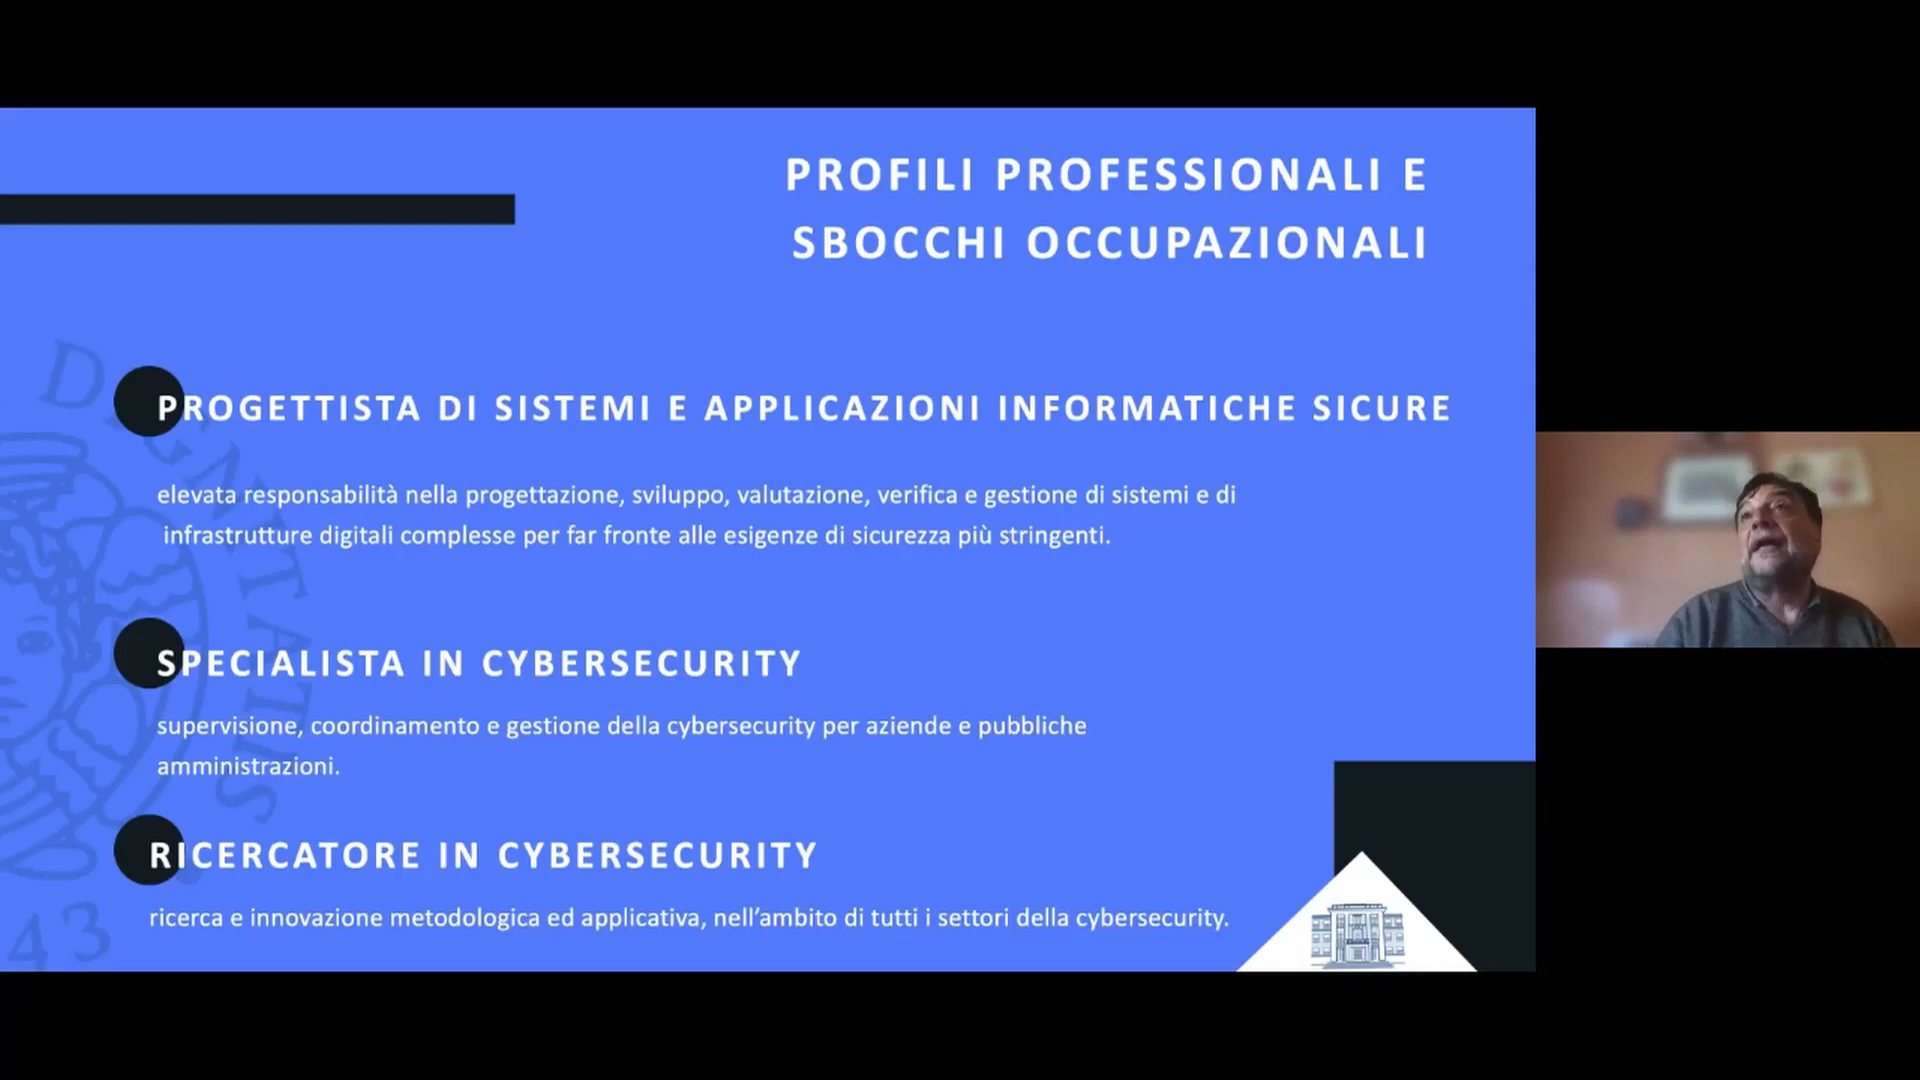 PROFILI PROFESSIONALI E
SBOCCHI OCCUPAZIONALI
PROGETTISTA DI SISTEMI E APPLICAZIONI INFORMATICHE SICURE
elevata responsabilità nella progettazione, sviluppo, valutazione, verifica e gestione di sistemi e di
infrastrutture digitali complesse per far fronte alle esigenze di sicurezza più stringenti.
SPECIALISTA IN CYBERSECURITY
supervisione, coordinamento e gestione della cybersecurity per aziende e pubbliche
amministrazioni.
RICERCATORE IN CYBERSECURITY
ricerca e innovazione metodologica ed applicativa, nell’ambito di tutti i settori della cybersecurity.
DIGNITATIS
43